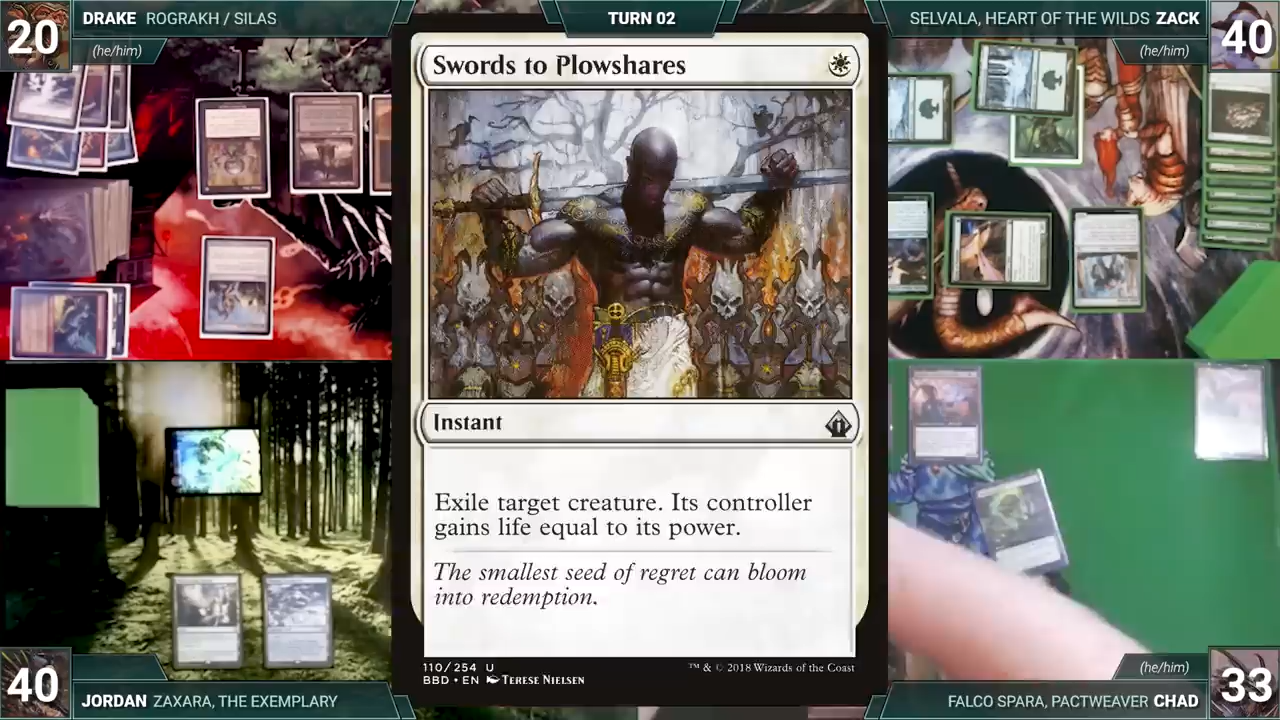 20
DRAKE ROGRAKH / SILAS
(he/him)
TURN 02
SELVALA, HEART OF THE WILDS ZACK
(he/him)
40
Swords to Plowshares
Instant
Exile target creature. Its controller
gains life equal to its power.
The smallest seed of regret can bloom
into redemption.
110/254 U
BBD • EN TERESE NIELSEN
™ & © 2018 Wizards of the Coast
40
JORDAN ZAXARA, THE EXEMPLARY
(he/him)
FALCO SPARA, PACTWEAVER CHAD
33